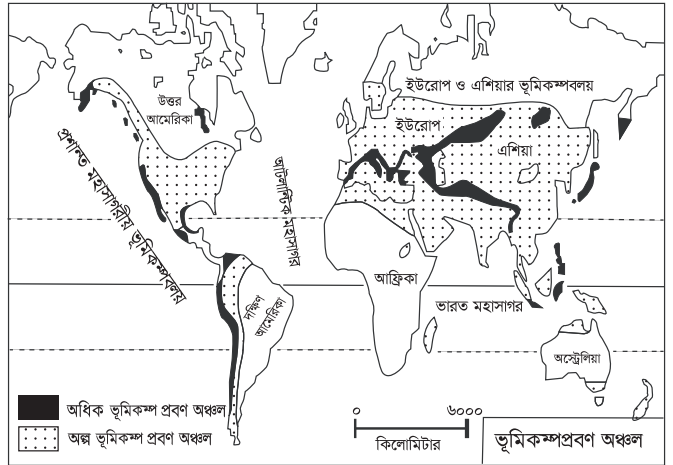 ইউরোপ ও এশিয়ার ভূমিকম্পবলয়
উত্তর
আমেরিকা
ইউরোপ
এশিয়া
প্রশান্ত মহাসাগরীয় ভূমিকম্পবলয়
আটলান্টিক মহাসাগর
আফ্রিকা
দক্ষিণ
আমেরিকা
ভারত মহাসাগর
অস্ট্রেলিয়া
অধিক ভূমিকম্প প্রবণ অঞ্চল
অল্প ভূমিকম্প প্রবণ অঞ্চল
০ ৬০০০
কিলোমিটার
ভূমিকম্পপ্রবণ অঞ্চল